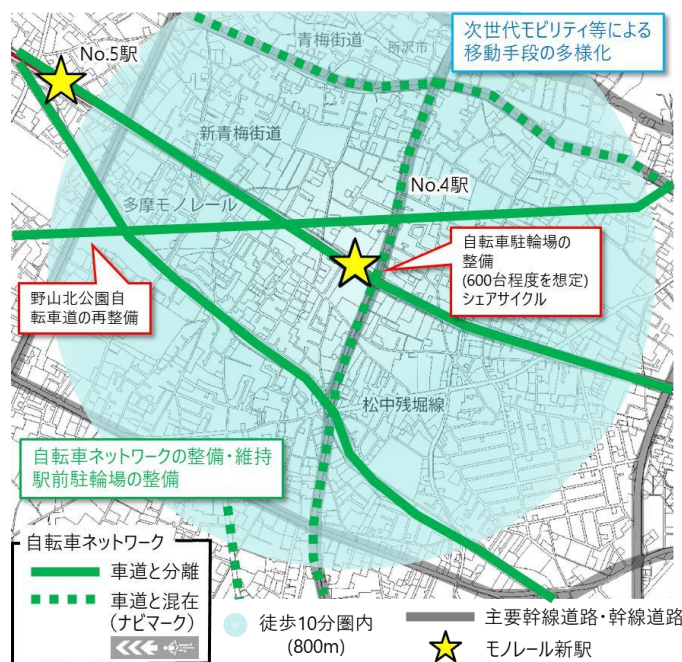 次世代モビリティ等による
移動手段の多様化
青梅街道
所沢市
No.5駅
新青梅街道
No.4駅
多摩モノレール
自転車駐輪場の
整備
(600台程度を想定)
シェアサイクル
野山北公園自
転車道の再整備
松中残堀線
自転車ネットワークの整備・維持
駅前駐輪場の整備
自転車ネットワーク
車道と分離
車道と混在
(ナビマーク)
徒歩10分圏内
(800m)
主要幹線道路・幹線道路
モノレール新駅